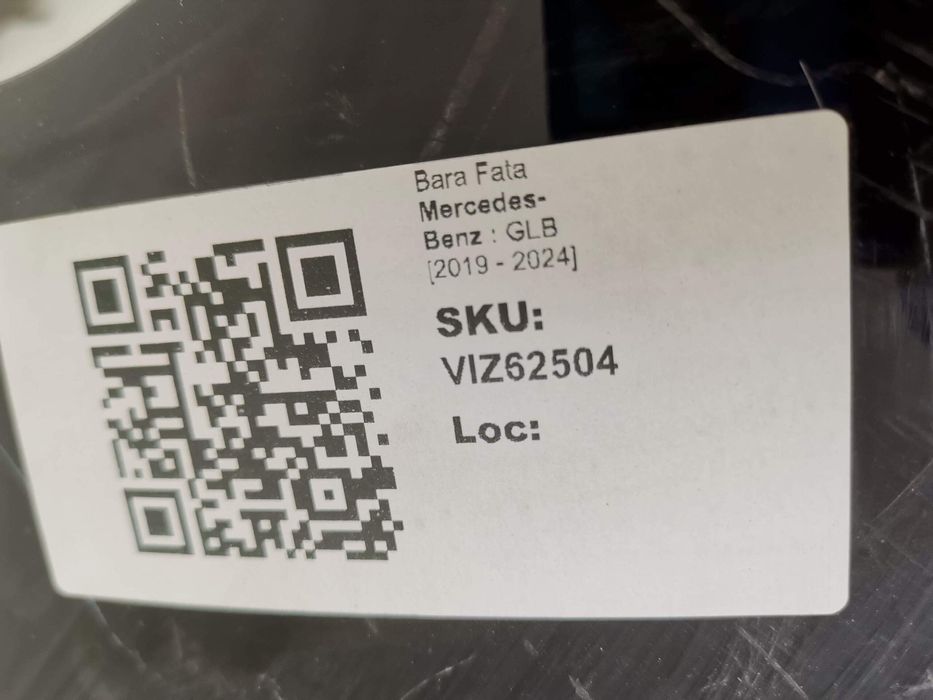 Bara Fata
Mercedes-
Benz : GLB
[2019 - 2024]
SKU:
VIZ62504
Loc: